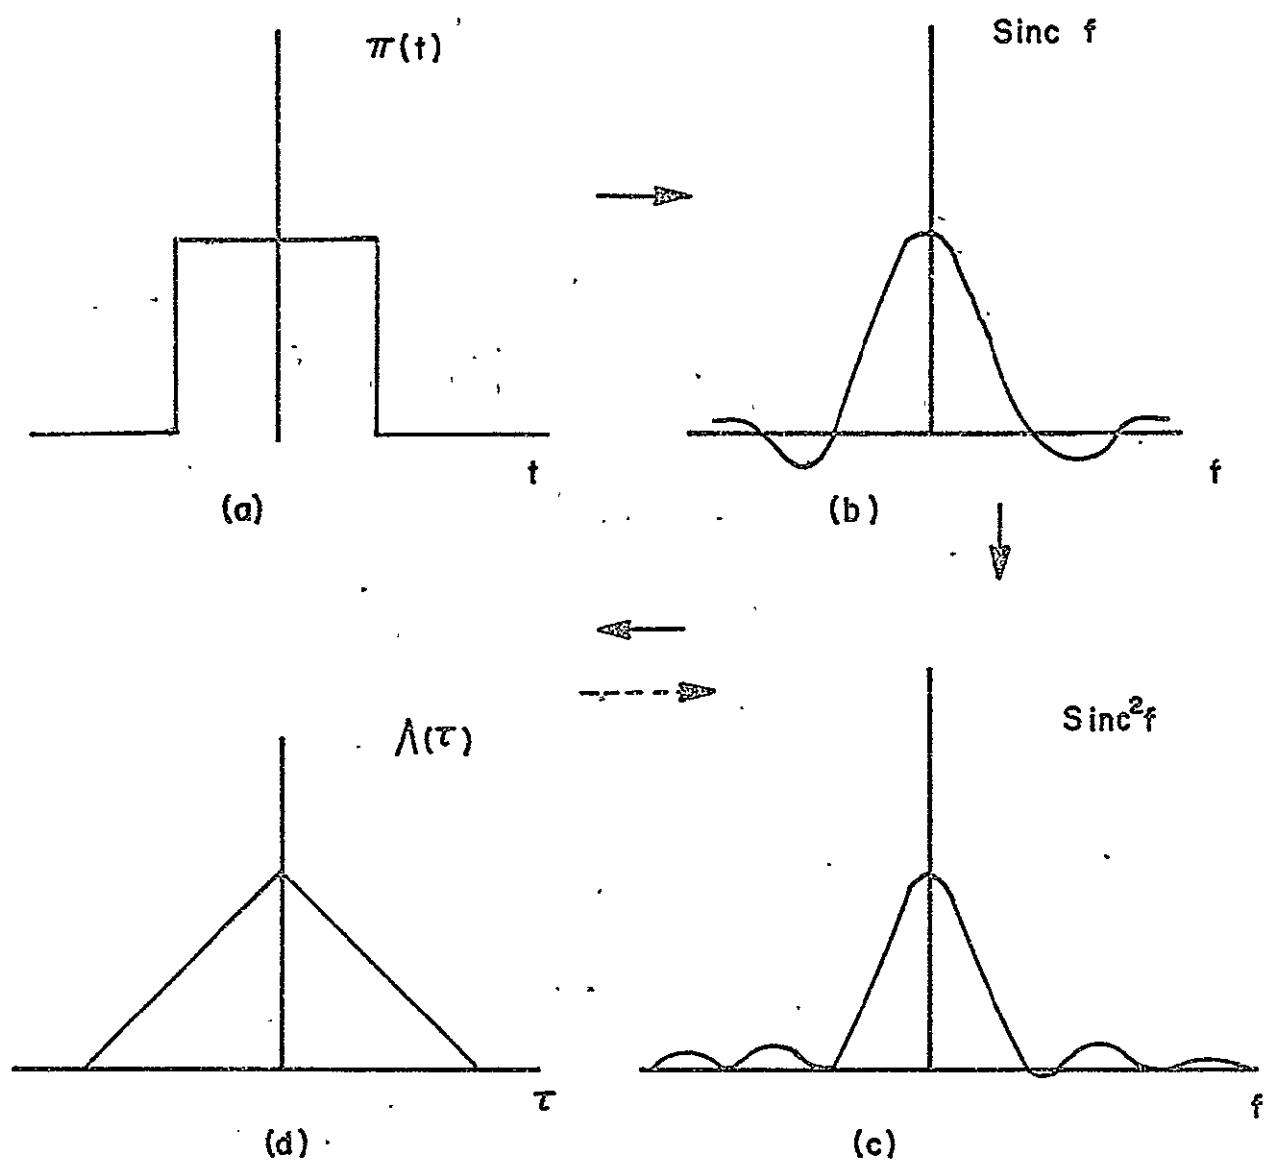 π(t)
Sinc f
t
f
(a)
(b)
Λ(τ)
Sinc²f
τ
f
(d)
(c)